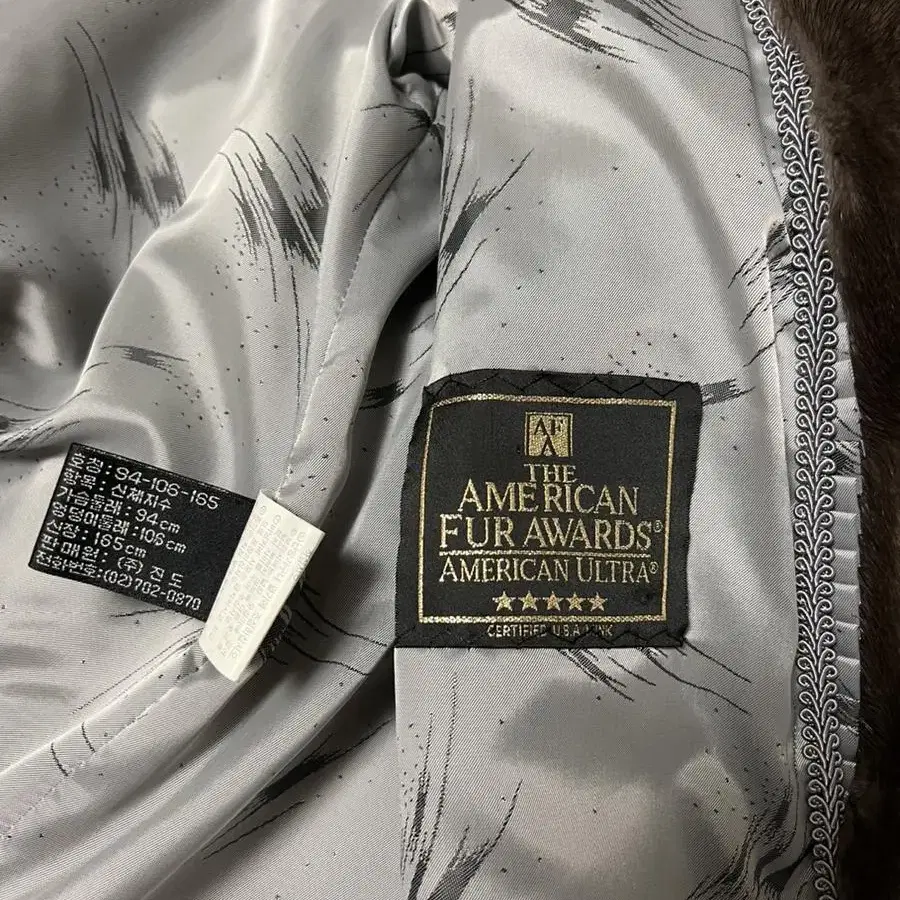 호칭 : 94-106-165
항목 : 신체치수
가슴둘레 : 94cm
엉덩이둘레 : 106cm
신장 : 165cm
판 매 원 : (주) 진 도
전화번호 : (02)702-0870
AFA
THE
AMERICAN
FUR AWARDS®
AMERICAN ULTRA®
★★★★★
CERTIFIED U.S.A. MINK